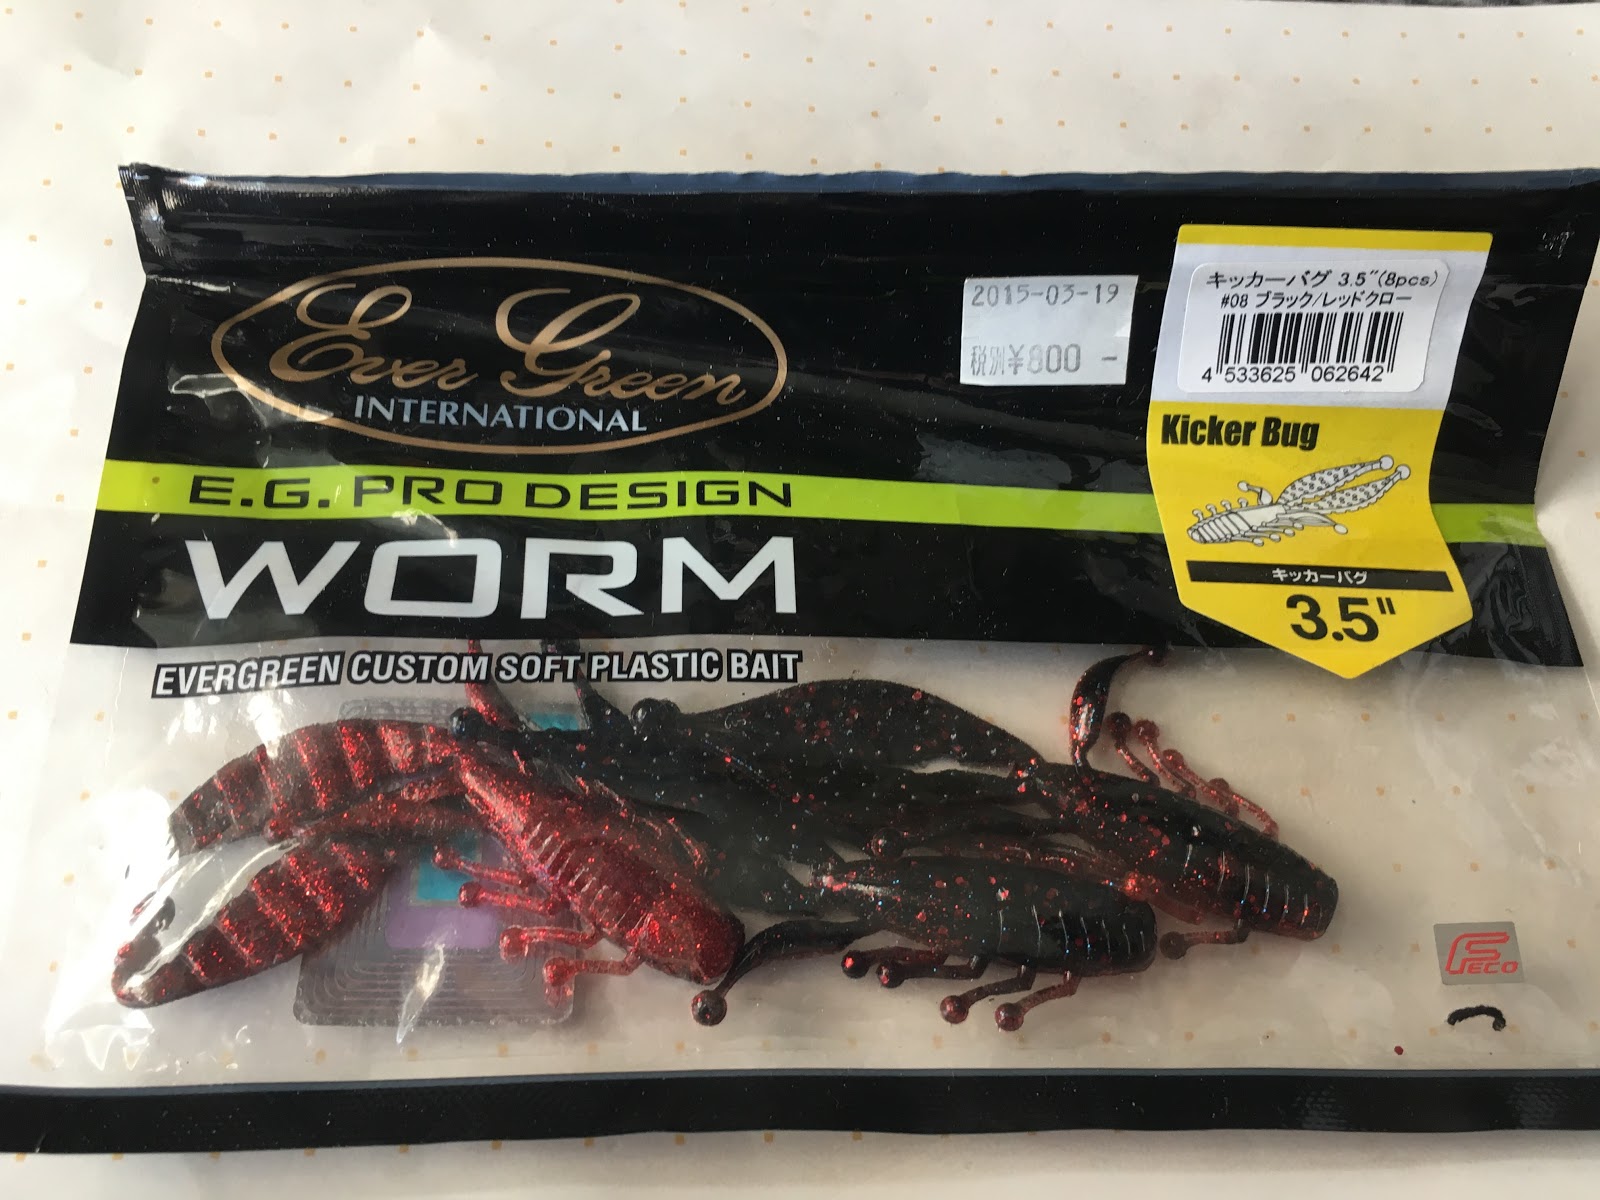 Ever Green
INTERNATIONAL
E.G. PRO DESIGN
WORM
EVERGREEN CUSTOM SOFT PLASTIC BAIT
2015-03-19
税別¥800 -
キッカーバグ 3.5"(8pcs)
#08 ブラック/レッドクロー
4 533625 062642
Kicker Bug
キッカーバグ
3.5"
FECO